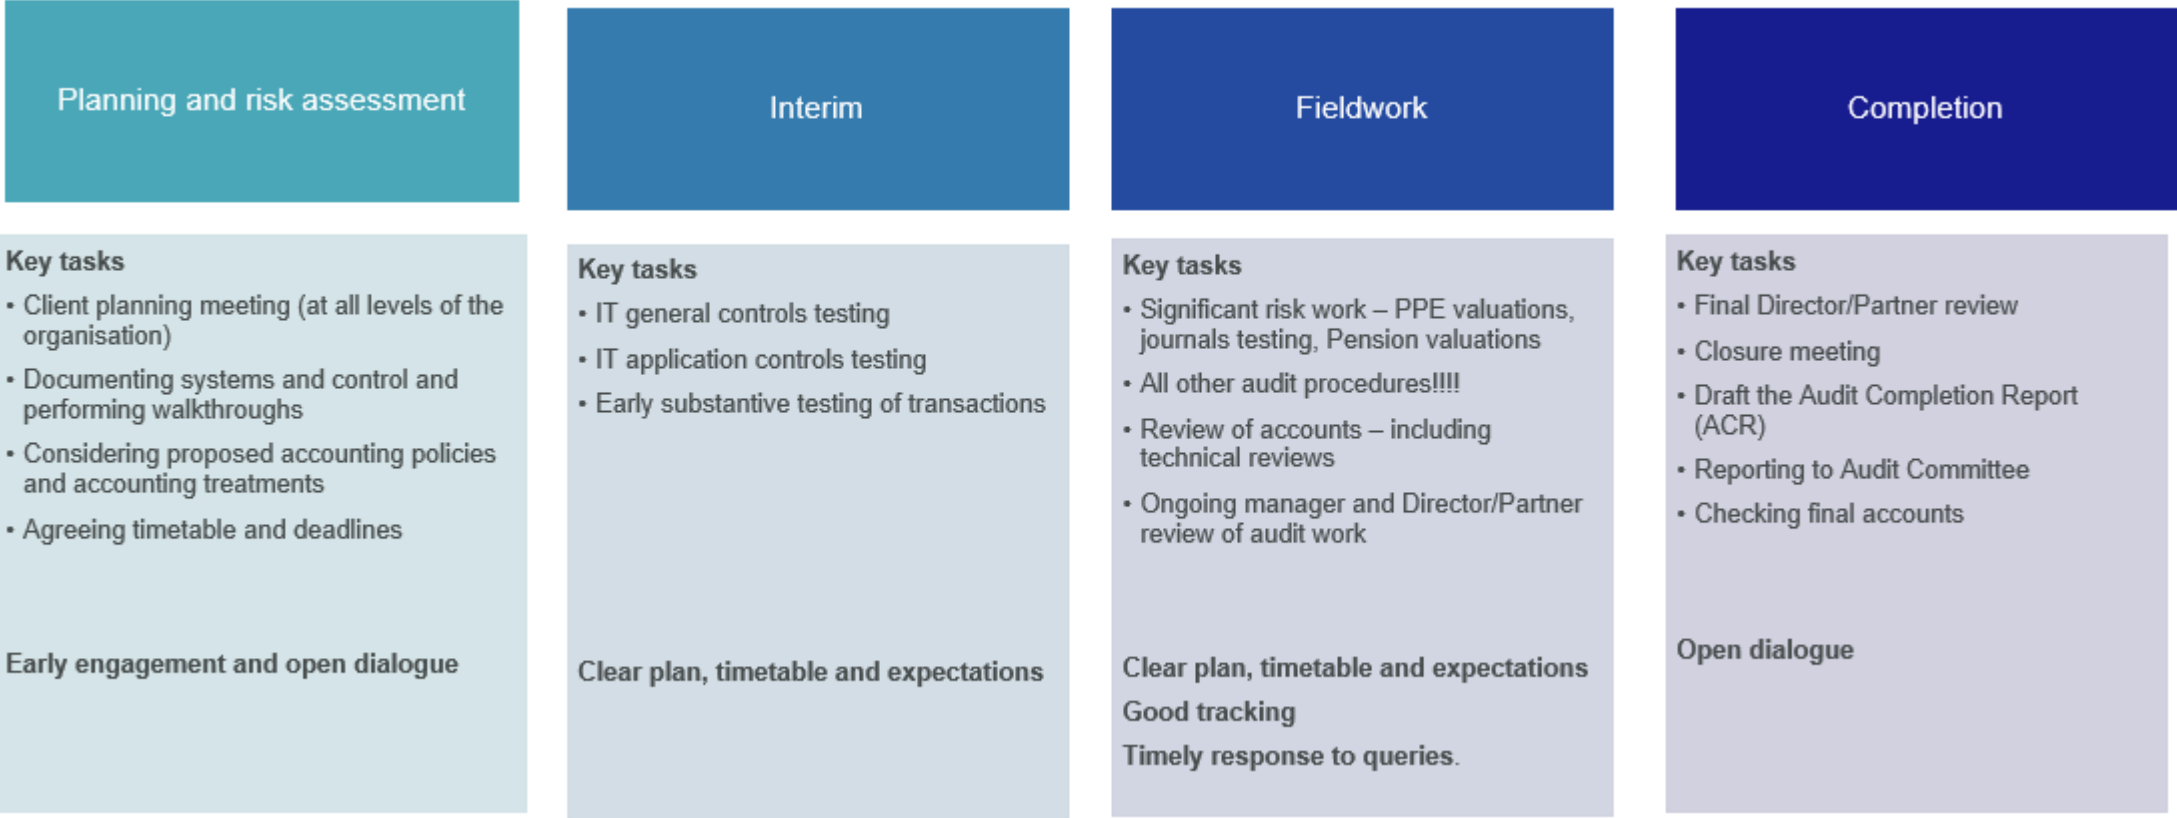 Planning and risk assessment
Key tasks
• Client planning meeting (at all levels of the
organisation)
• Documenting systems and control and
performing walkthroughs
• Considering proposed accounting policies
and accounting treatments
• Agreeing timetable and deadlines
Early engagement and open dialogue
Interim
Key tasks
• IT general controls testing
• IT application controls testing
• Early substantive testing of transactions
Clear plan, timetable and expectations
Fieldwork
Key tasks
• Significant risk work – PPE valuations,
journals testing, Pension valuations
• All other audit procedures!!!!
• Review of accounts – including
technical reviews
• Ongoing manager and Director/Partner
review of audit work
Clear plan, timetable and expectations
Good tracking
Timely response to queries.
Completion
Key tasks
• Final Director/Partner review
• Closure meeting
• Draft the Audit Completion Report
(ACR)
• Reporting to Audit Committee
• Checking final accounts
Open dialogue